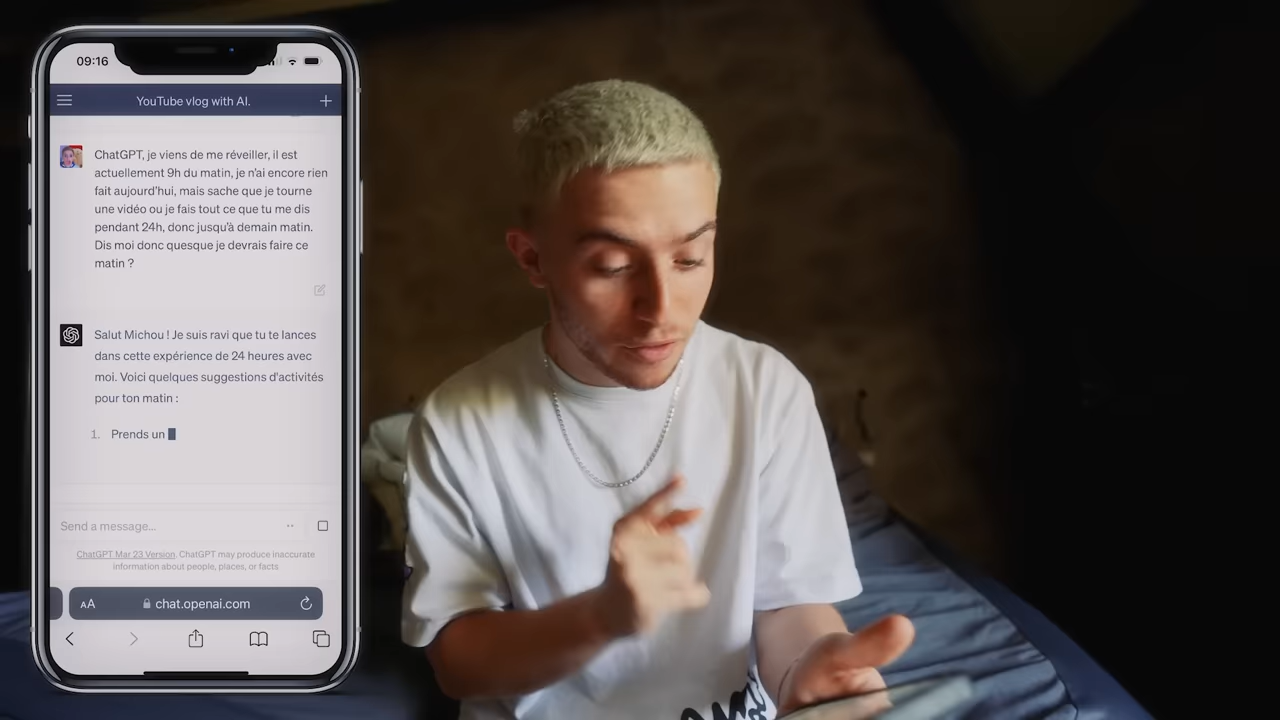 09:16
YouTube vlog with AI.
ChatGPT, je viens de me réveiller, il est
actuellement 9h du matin, je n'ai encore rien
fait aujourd'hui, mais sache que je tourne
une vidéo ou je fais tout ce que tu me dis
pendant 24h, donc jusqu'à demain matin.
Dis moi donc quesque je devrais faire ce
matin ?
Salut Michou ! Je suis ravi que tu te lances
dans cette expérience de 24 heures avec
moi. Voici quelques suggestions d'activités
pour ton matin :
1. Prends un
Send a message...
ChatGPT Mar 23 Version. ChatGPT may produce inaccurate
information about people, places, or facts
AA chat.openai.com